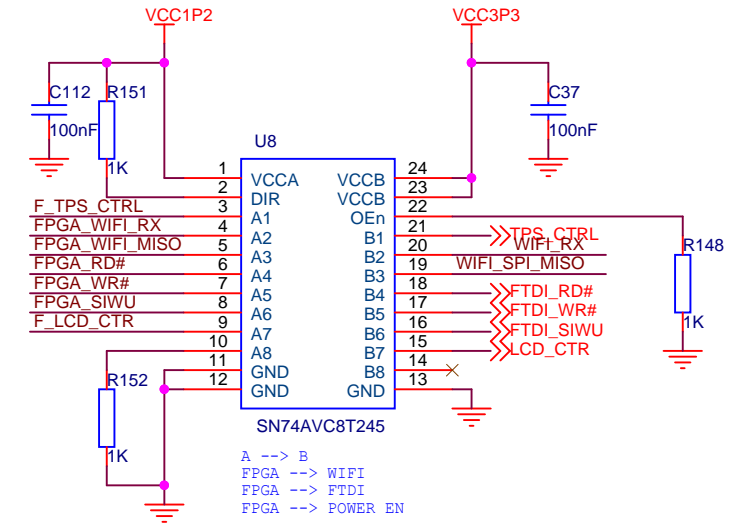 VCC1P2 VCC3P3
C112 R151 C37
100nF 100nF
1K
U8
1 VCCA VCCB 24
2 DIR VCCB 23
F_TPS_CTRL 3 A1 OEn 22
FPGA_WIFI_RX 4 A2 B1 21 TPS_CTRL
FPGA_WIFI_MISO 5 A3 B2 20 WIFI_RX
FPGA_RD# 6 A4 B3 19 WIFI_SPI_MISO
FPGA_WR# 7 A5 B4 18 FTDI_RD#
FPGA_SIWU 8 A6 B5 17 FTDI_WR#
F_LCD_CTR 9 A7 B6 16 FTDI_SIWU
10 A8 B7 15 LCD_CTR
11 GND B8 14
12 GND GND 13
R148
1K
R152
1K
SN74AVC8T245
A --> B
FPGA --> WIFI
FPGA --> FTDI
FPGA --> POWER EN